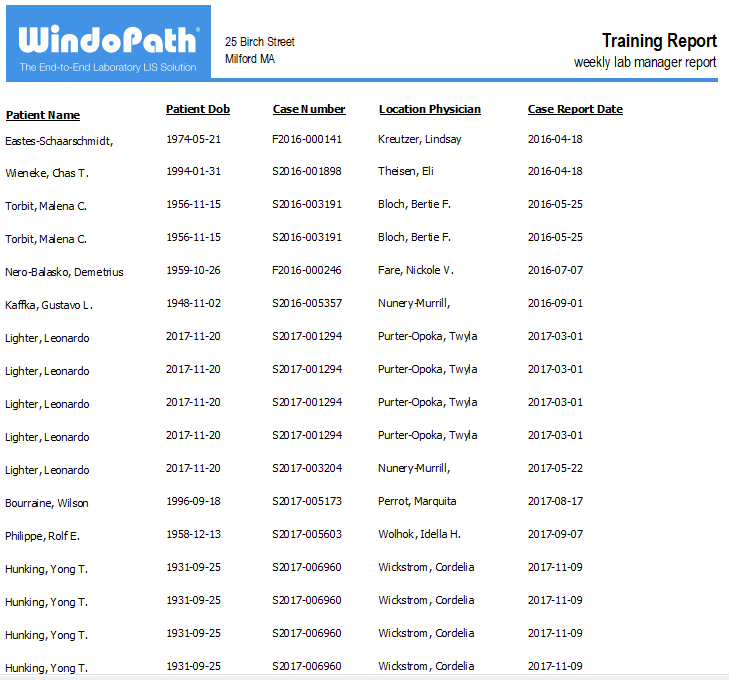 WindoPath®
The End-to-End Laboratory LIS Solution
25 Birch Street
Milford MA
Training Report
weekly lab manager report
Patient Name Patient Dob Case Number Location Physician Case Report Date
Eastes-Schaarschmidt, 1974-05-21 F2016-000141 Kreutzer, Lindsay 2016-04-18
Wieneke, Chas T. 1994-01-31 S2016-001898 Theisen, Eli 2016-04-18
Torbit, Malena C. 1956-11-15 S2016-003191 Bloch, Bertie F. 2016-05-25
Torbit, Malena C. 1956-11-15 S2016-003191 Bloch, Bertie F. 2016-05-25
Nero-Balasko, Demetrius 1959-10-26 F2016-000246 Fare, Nickole V. 2016-07-07
Kaffka, Gustavo L. 1948-11-02 S2016-005357 Nunery-Murrill, 2016-09-01
Lighter, Leonardo 2017-11-20 S2017-001294 Purter-Opoka, Twyla 2017-03-01
Lighter, Leonardo 2017-11-20 S2017-001294 Purter-Opoka, Twyla 2017-03-01
Lighter, Leonardo 2017-11-20 S2017-001294 Purter-Opoka, Twyla 2017-03-01
Lighter, Leonardo 2017-11-20 S2017-001294 Purter-Opoka, Twyla 2017-03-01
Lighter, Leonardo 2017-11-20 S2017-003204 Nunery-Murrill, 2017-05-22
Bourraine, Wilson 1996-09-18 S2017-005173 Perrot, Marquita 2017-08-17
Philippe, Rolf E. 1958-12-13 S2017-005603 Wolhok, Idella H. 2017-09-07
Hunking, Yong T. 1931-09-25 S2017-006960 Wickstrom, Cordelia 2017-11-09
Hunking, Yong T. 1931-09-25 S2017-006960 Wickstrom, Cordelia 2017-11-09
Hunking, Yong T. 1931-09-25 S2017-006960 Wickstrom, Cordelia 2017-11-09
Hunking, Yong T. 1931-09-25 S2017-006960 Wickstrom, Cordelia 2017-11-09